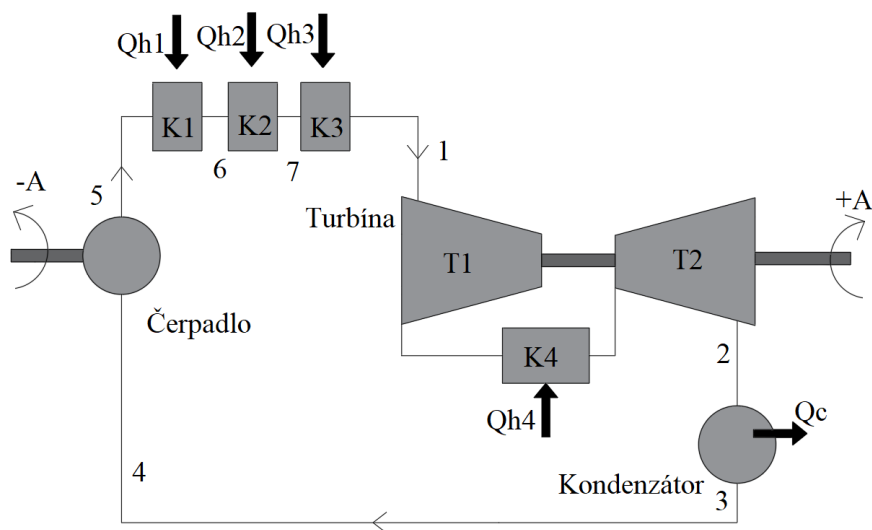 Qh1
Qh2
Qh3
K1
K2
K3
6
7
1
-A
5
Turbína
+A
T1
T2
Čerpadlo
2
K4
Qh4
Qc
4
Kondenzátor
3